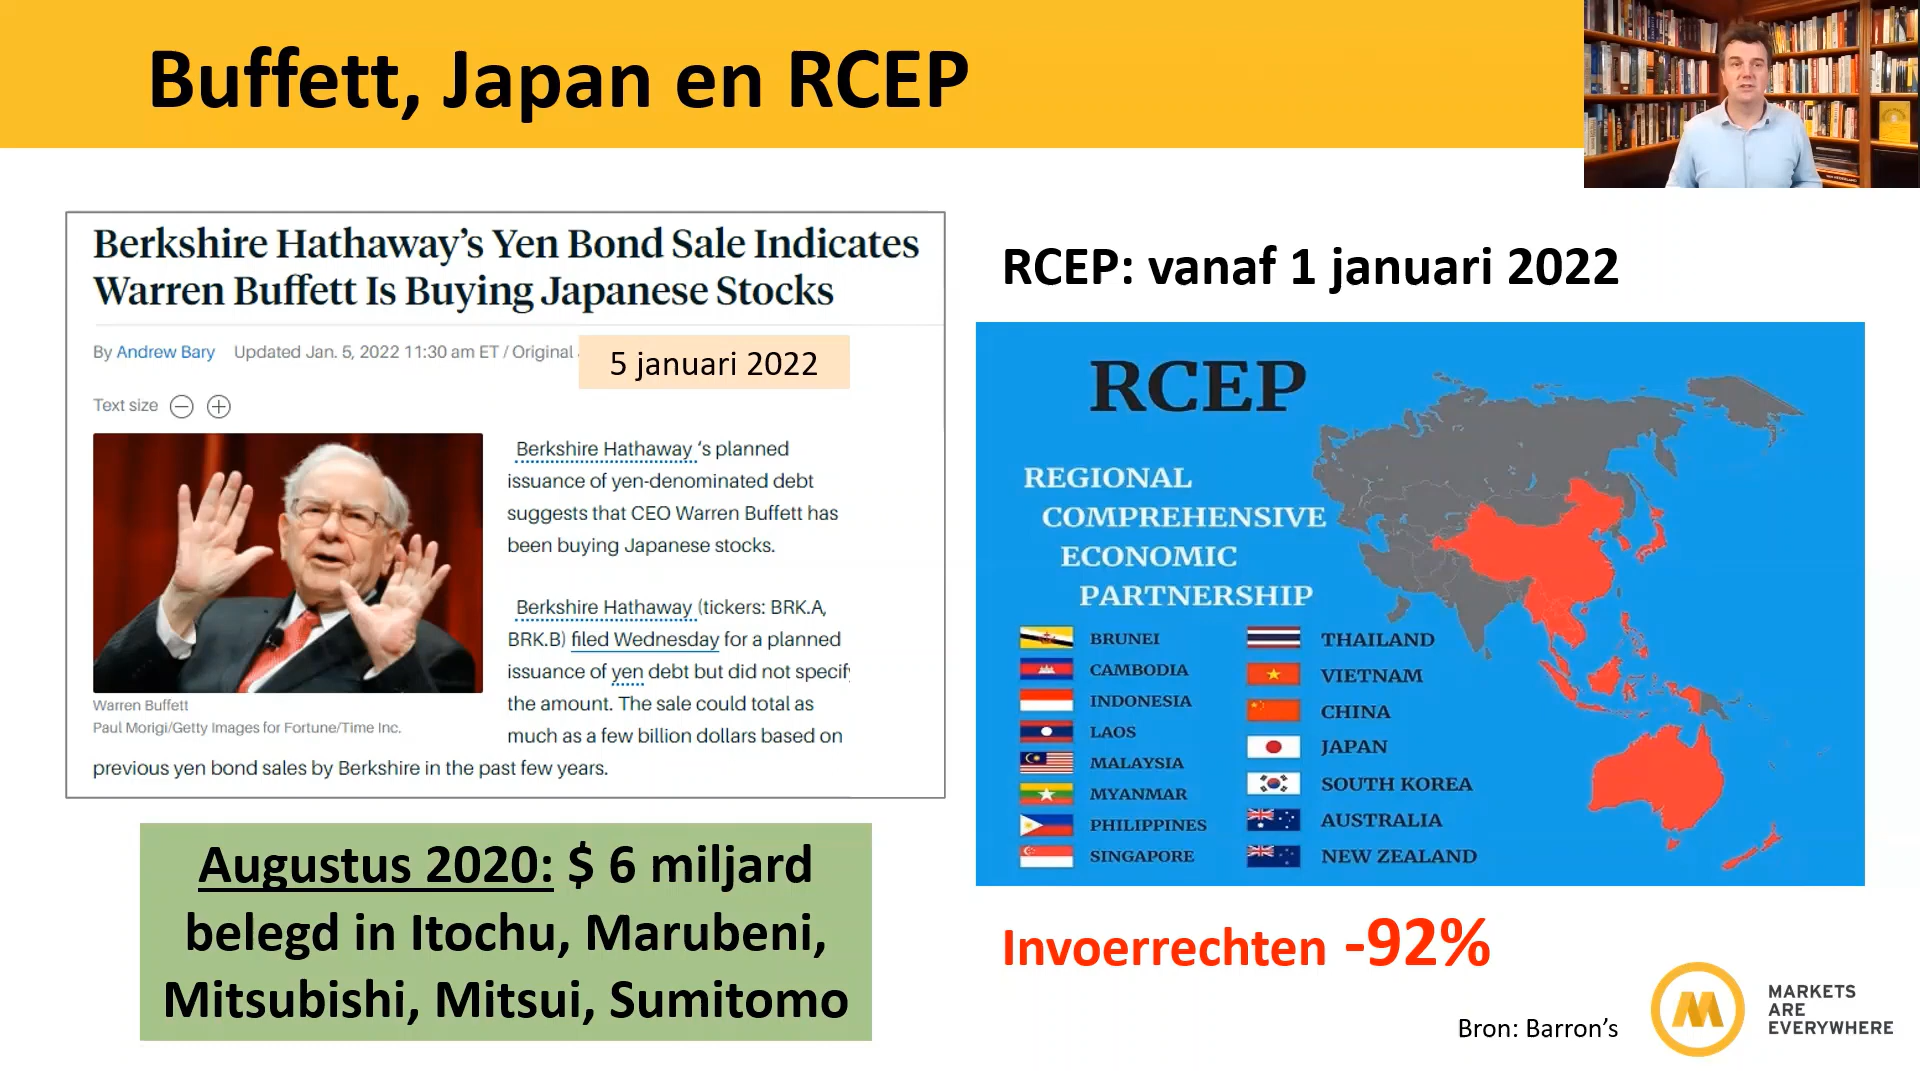 Buffett, Japan en RCEP
Berkshire Hathaway's Yen Bond Sale Indicates
Warren Buffett Is Buying Japanese Stocks
By Andrew Bary Updated Jan. 5, 2022 11:30 am ET / Original
5 januari 2022
Text size
Berkshire Hathaway 's planned
issuance of yen-denominated debt
suggests that CEO Warren Buffett has
been buying Japanese stocks.
Berkshire Hathaway (tickers: BRK.A,
BRK.B) filed Wednesday for a planned
issuance of yen debt but did not specify
the amount. The sale could total as
much as a few billion dollars based on
previous yen bond sales by Berkshire in the past few years.
Warren Buffett
Paul Morigi/Getty Images for Fortune/Time Inc.
Augustus 2020: $ 6 miljard
belegd in Itochu, Marubeni,
Mitsubishi, Mitsui, Sumitomo
RCEP: vanaf 1 januari 2022
RCEP
REGIONAL
COMPREHENSIVE
ECONOMIC
PARTNERSHIP
BRUNEI
CAMBODIA
INDONESIA
LAOS
MALAYSIA
MYANMAR
PHILIPPINES
SINGAPORE
THAILAND
VIETNAM
CHINA
JAPAN
SOUTH KOREA
AUSTRALIA
NEW ZEALAND
Invoerrechten -92%
Bron: Barron's
MARKETS
ARE
EVERYWHERE